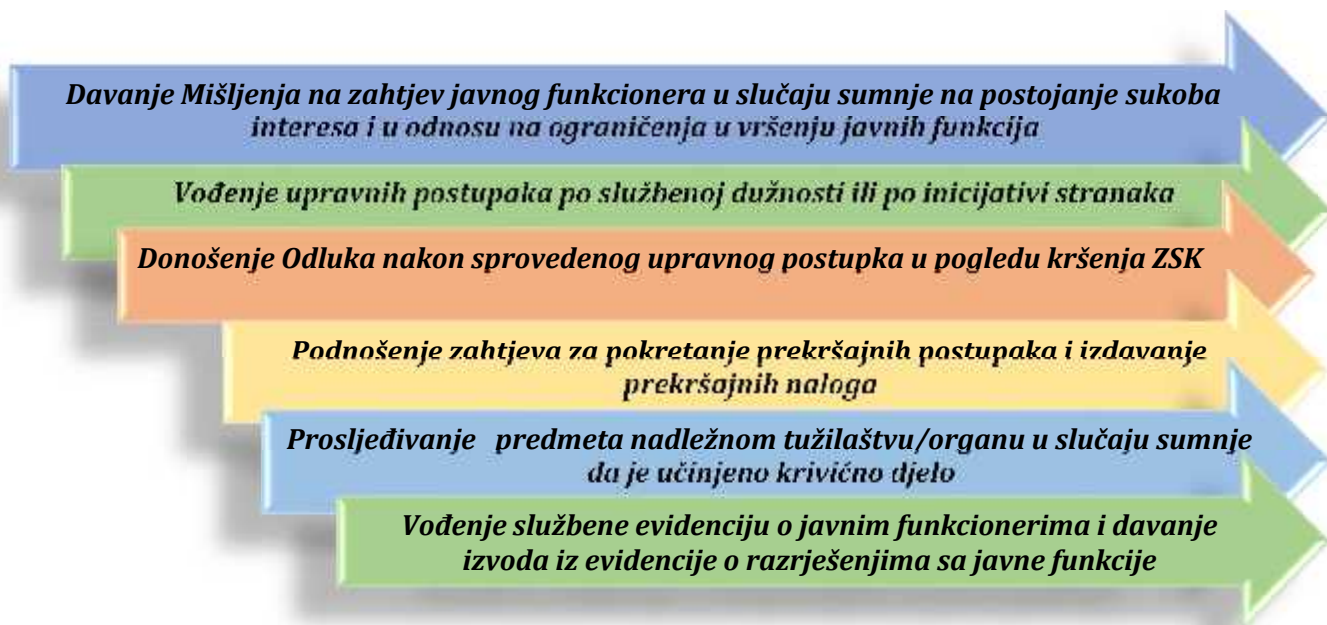 Davanje Mišljenja na zahtjev javnog funkcionera u slučaju sumnje na postojanje sukoba
interesa i u odnosu na ograničenja u vršenju javnih funkcija
Vođenje upravnih postupaka po službenoj dužnosti ili po inicijativi stranaka
Donošenje Odluka nakon sprovedenog upravnog postupka u pogledu kršenja ZSK
Podnošenje zahtjeva za pokretanje prekršajnih postupaka i izdavanje
prekršajnih naloga
Prosljeđivanje predmeta nadležnom tužilaštvu/organu u slučaju sumnje
da je učinjeno krivično djelo
Vođenje službene evidenciju o javnim funkcionerima i davanje
izvoda iz evidencije o razrješenjima sa javne funkcije